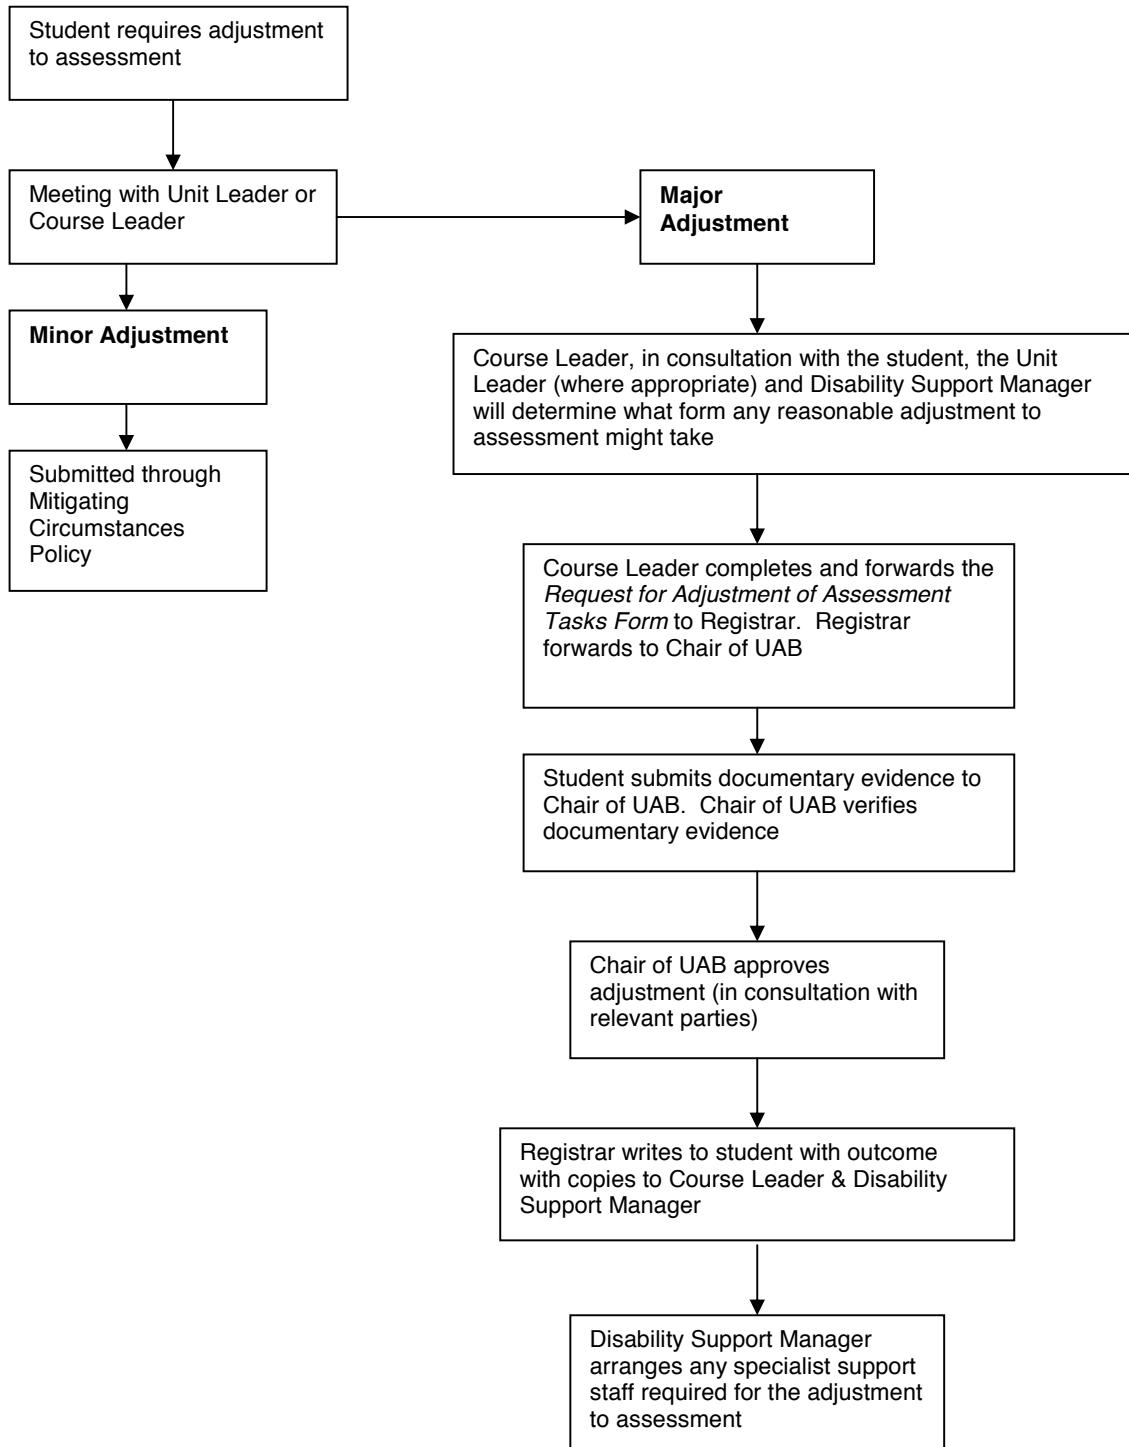 Student requires adjustment
to assessment
Meeting with Unit Leader or
Course Leader
Major
Adjustment
Minor Adjustment
Course Leader, in consultation with the student, the Unit
Leader (where appropriate) and Disability Support Manager
will determine what form any reasonable adjustment to
assessment might take
Submitted through
Mitigating
Circumstances
Policy
Course Leader completes and forwards the
Request for Adjustment of Assessment
Tasks Form to Registrar.  Registrar
forwards to Chair of UAB
Student submits documentary evidence to
Chair of UAB.  Chair of UAB verifies
documentary evidence
Chair of UAB approves
adjustment (in consultation with
relevant parties)
Registrar writes to student with outcome
with copies to Course Leader & Disability
Support Manager
Disability Support Manager
arranges any specialist support
staff required for the adjustment
to assessment